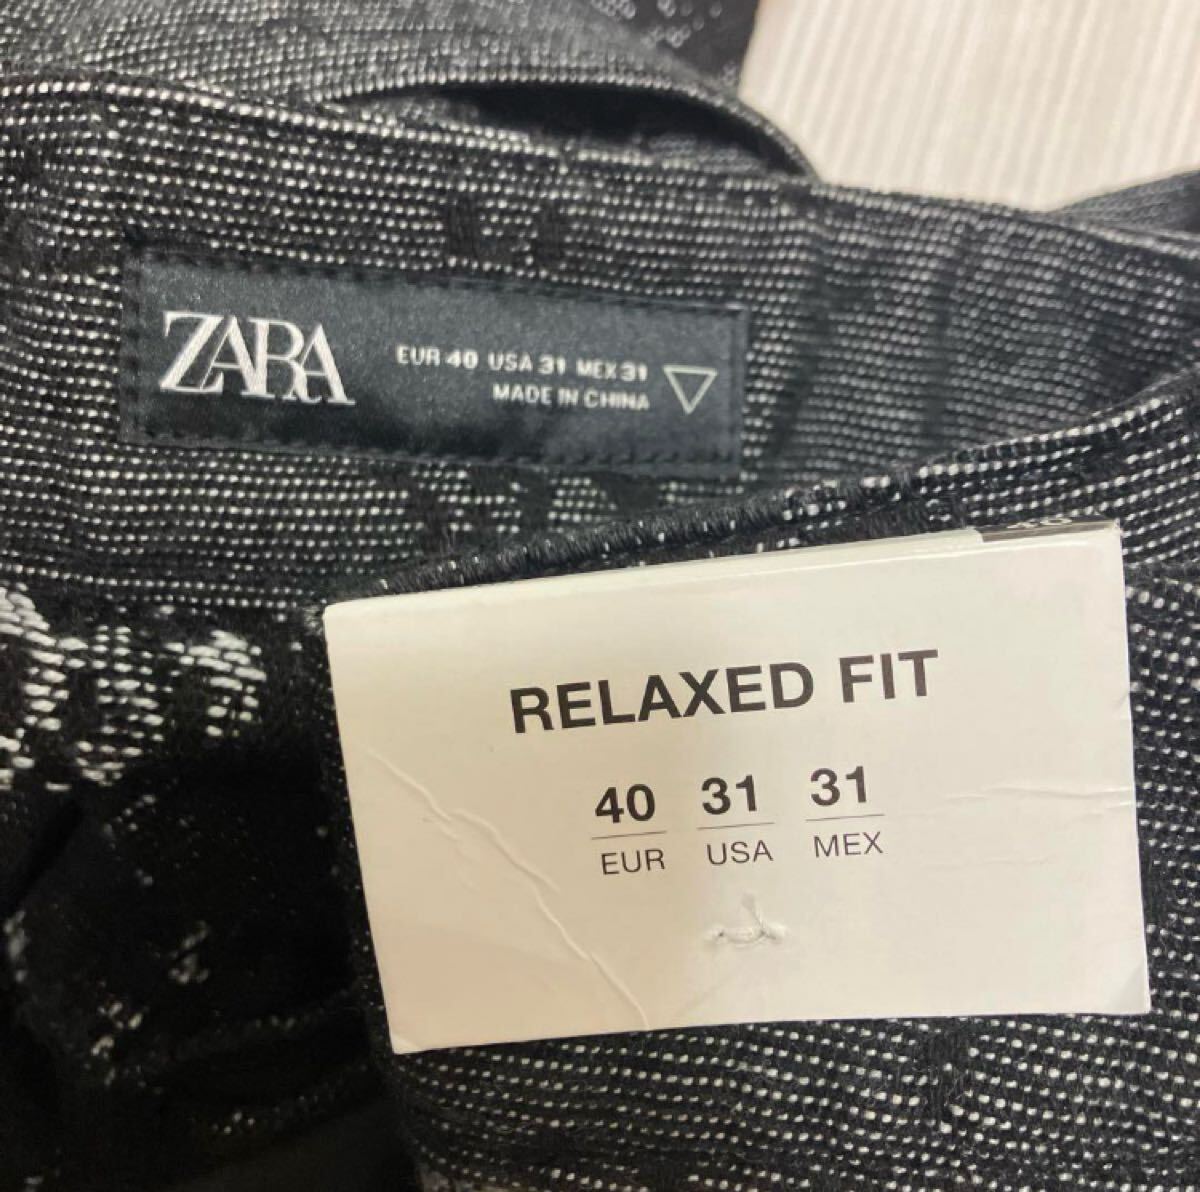 ZARA
EUR 40 USA 31 MEX 31
MADE IN CHINA
RELAXED FIT
40 31 31
EUR USA MEX